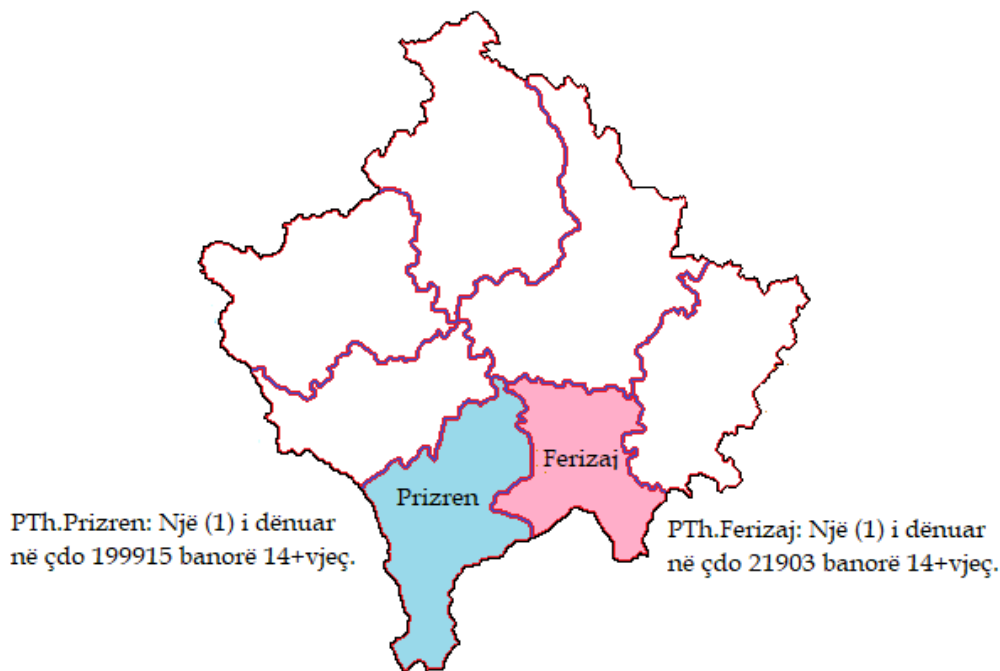 Ferizaj
Prizren
PTh.Prizren: Një (1) i dënuar
në çdo 199915 banorë 14+vjeç.
PTh.Ferizaj: Një (1) i dënuar
në çdo 21903 banorë 14+vjeç.